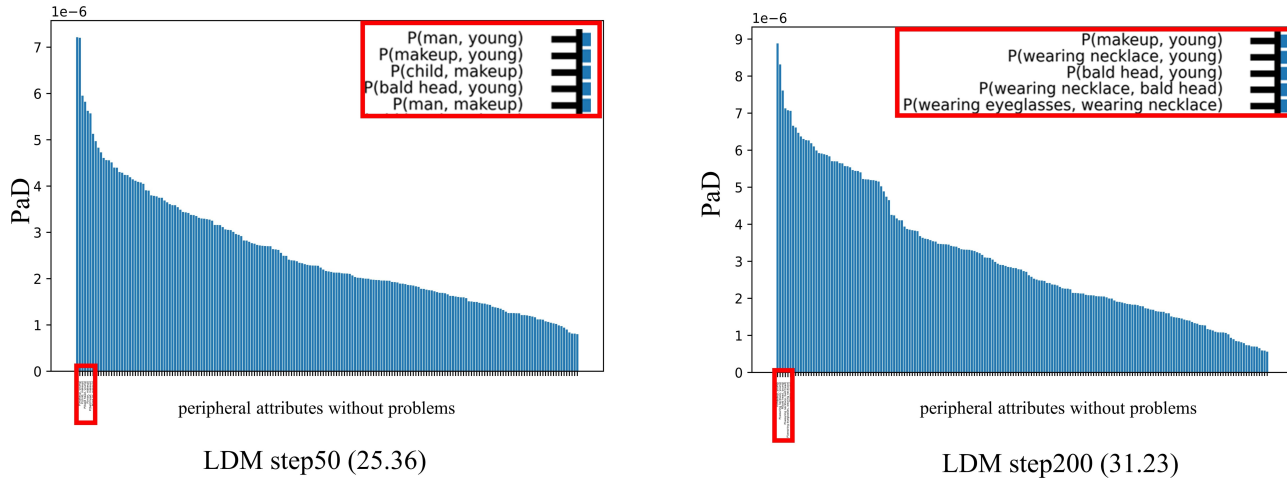 1e−6
7
6
5
4
3
2
1
0
PaD
P(man, young)
P(makeup, young)
P(child, makeup)
P(bald head, young)
P(man, makeup)
peripheral attributes without problems
LDM step50 (25.36)
1e−6
9
8
7
6
5
4
3
2
1
0
PaD
P(makeup, young)
P(wearing necklace, young)
P(bald head, young)
P(wearing necklace, bald head)
P(wearing eyeglasses, wearing necklace)
peripheral attributes without problems
LDM step200 (31.23)